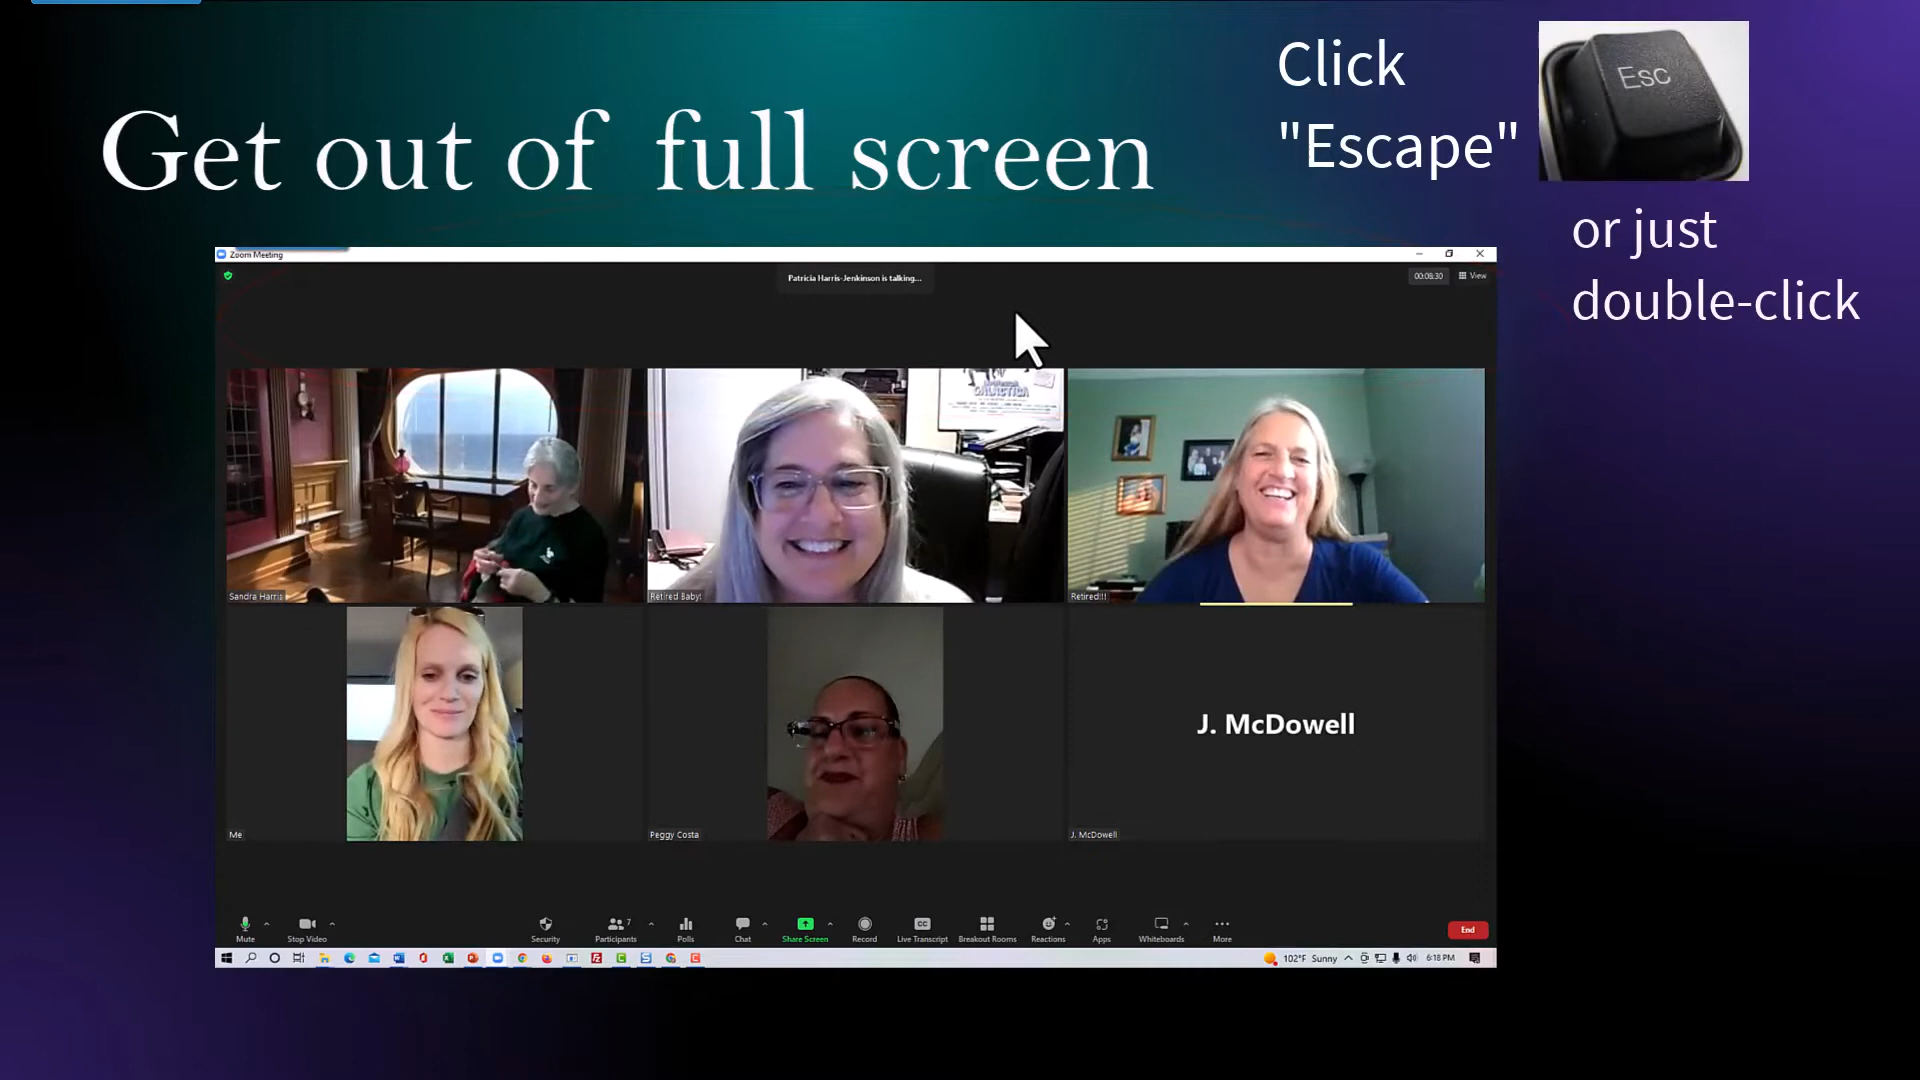 Click
"Escape"
Esc
Get out of full screen
or just
double-click
Zoom Meeting
Patricia Harris-Jenkinson is talking...
00:08:30
View
GALACTICA
Sandra Harris
Retired Baby!
Retired!!!
J. McDowell
Me
Peggy Costa
J. McDowell
7
CC
Mute
Stop Video
Security
Participants
Polls
Chat
Share Screen
Record
Live Transcript
Breakout Rooms
Reactions
Apps
Whiteboards
More
End
102°F Sunny
6:18 PM